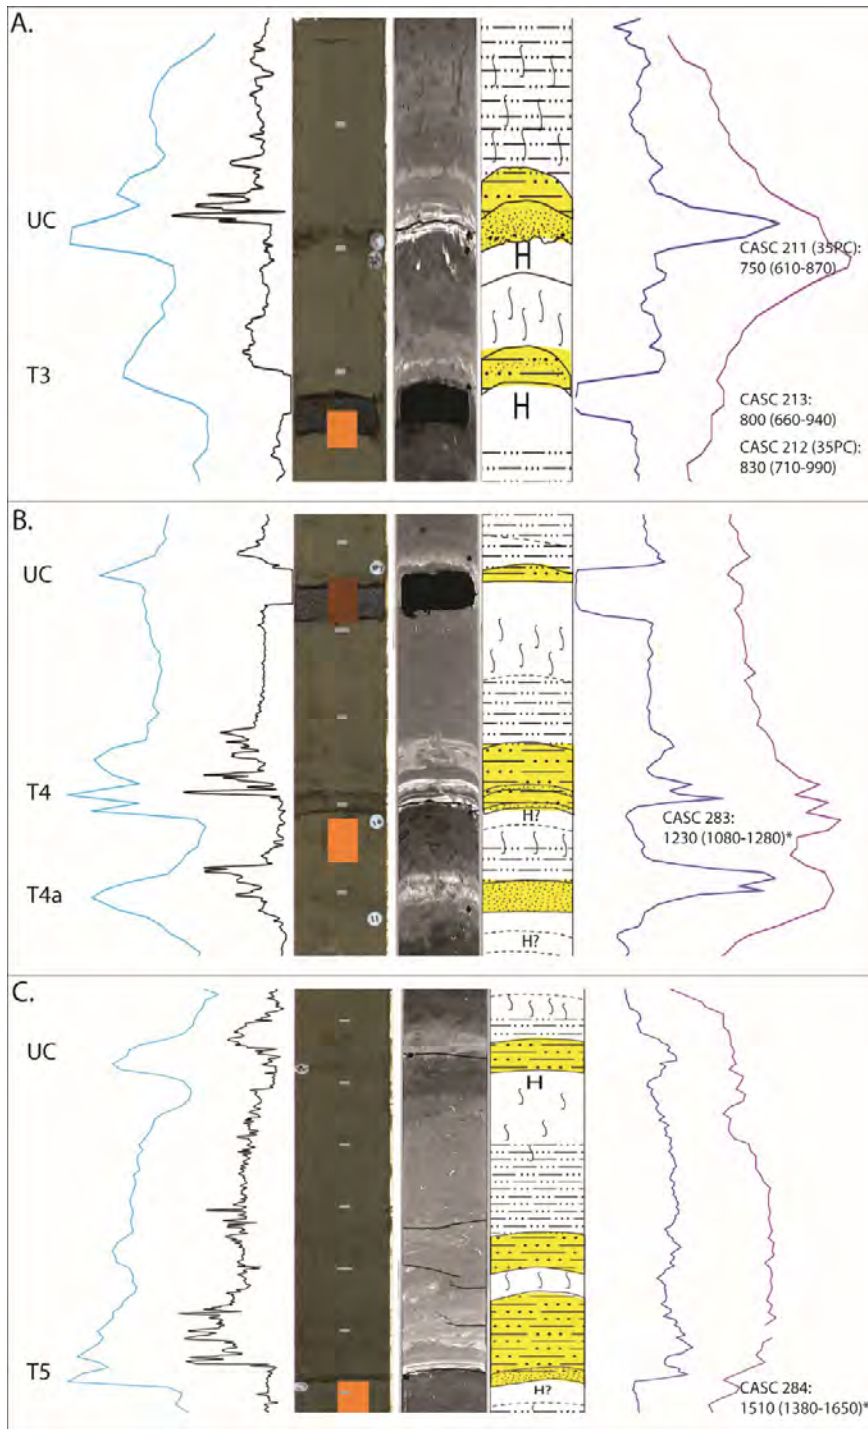 A.
UC
CASC 211 (35PC):
750 (610-870)
H
T3
H
CASC 213:
800 (660-940)
CASC 212 (35PC):
830 (710-990)
B.
UC
T4
H?
CASC 283:
1230 (1080-1280)*
T4a
H?
C.
UC
H
T5
H?
CASC 284:
1510 (1380-1650)*